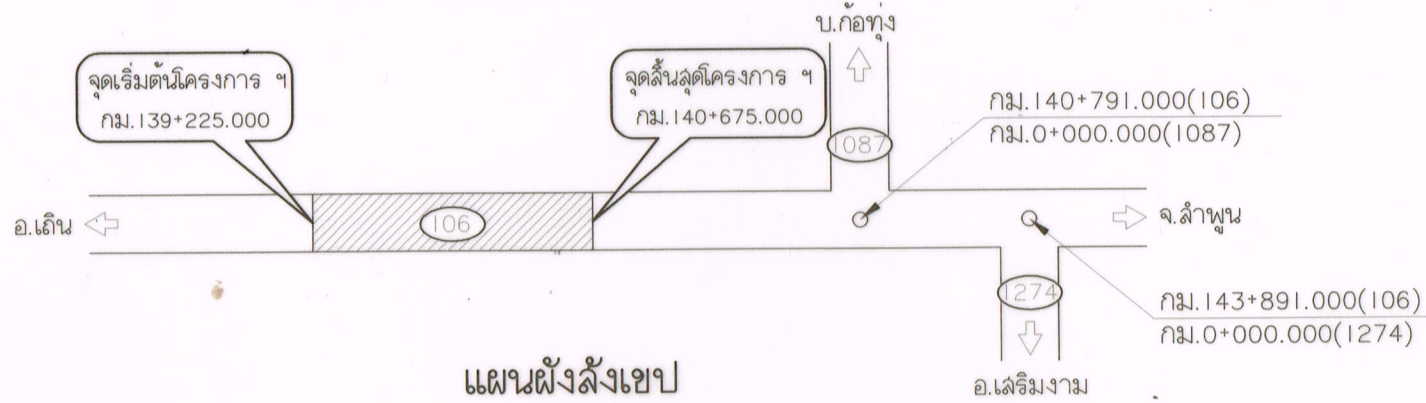 บ.ก้อทุ่ง
จุดเริ่มต้นโครงการ ฯ
กม.139+225.000
จุดสิ้นสุดโครงการ ฯ
กม.140+675.000
กม.140+791.000(106)
กม.0+000.000(1087)
1087
อ.เถิน
106
จ.ลำพูน
1274
กม.143+891.000(106)
กม.0+000.000(1274)
แผนผังสังเขป
อ.เสริมงาม